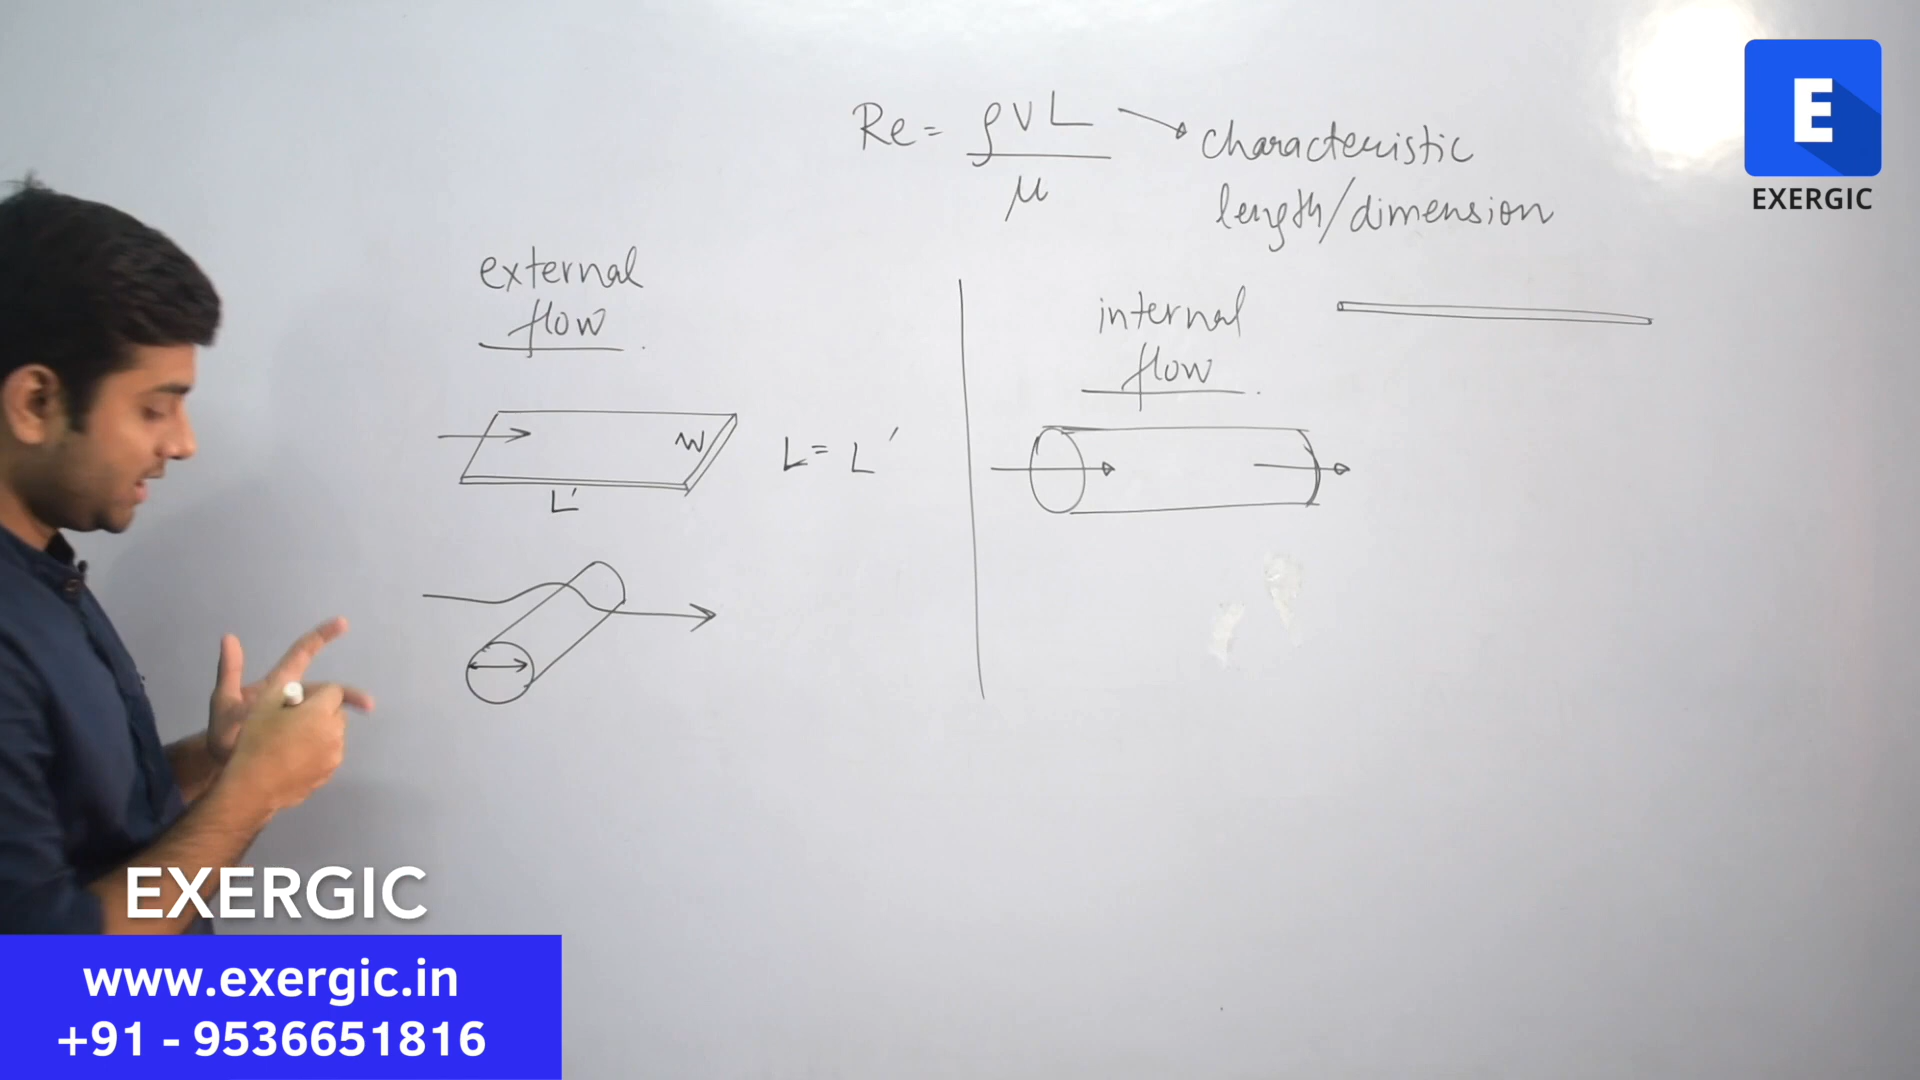 Re = ρVL
μ
characteristic
length/dimension
E
EXERGIC
external
flow
W
L'
L = L'
internal
flow
EXERGIC
www.exergic.in
+91 - 9536651816